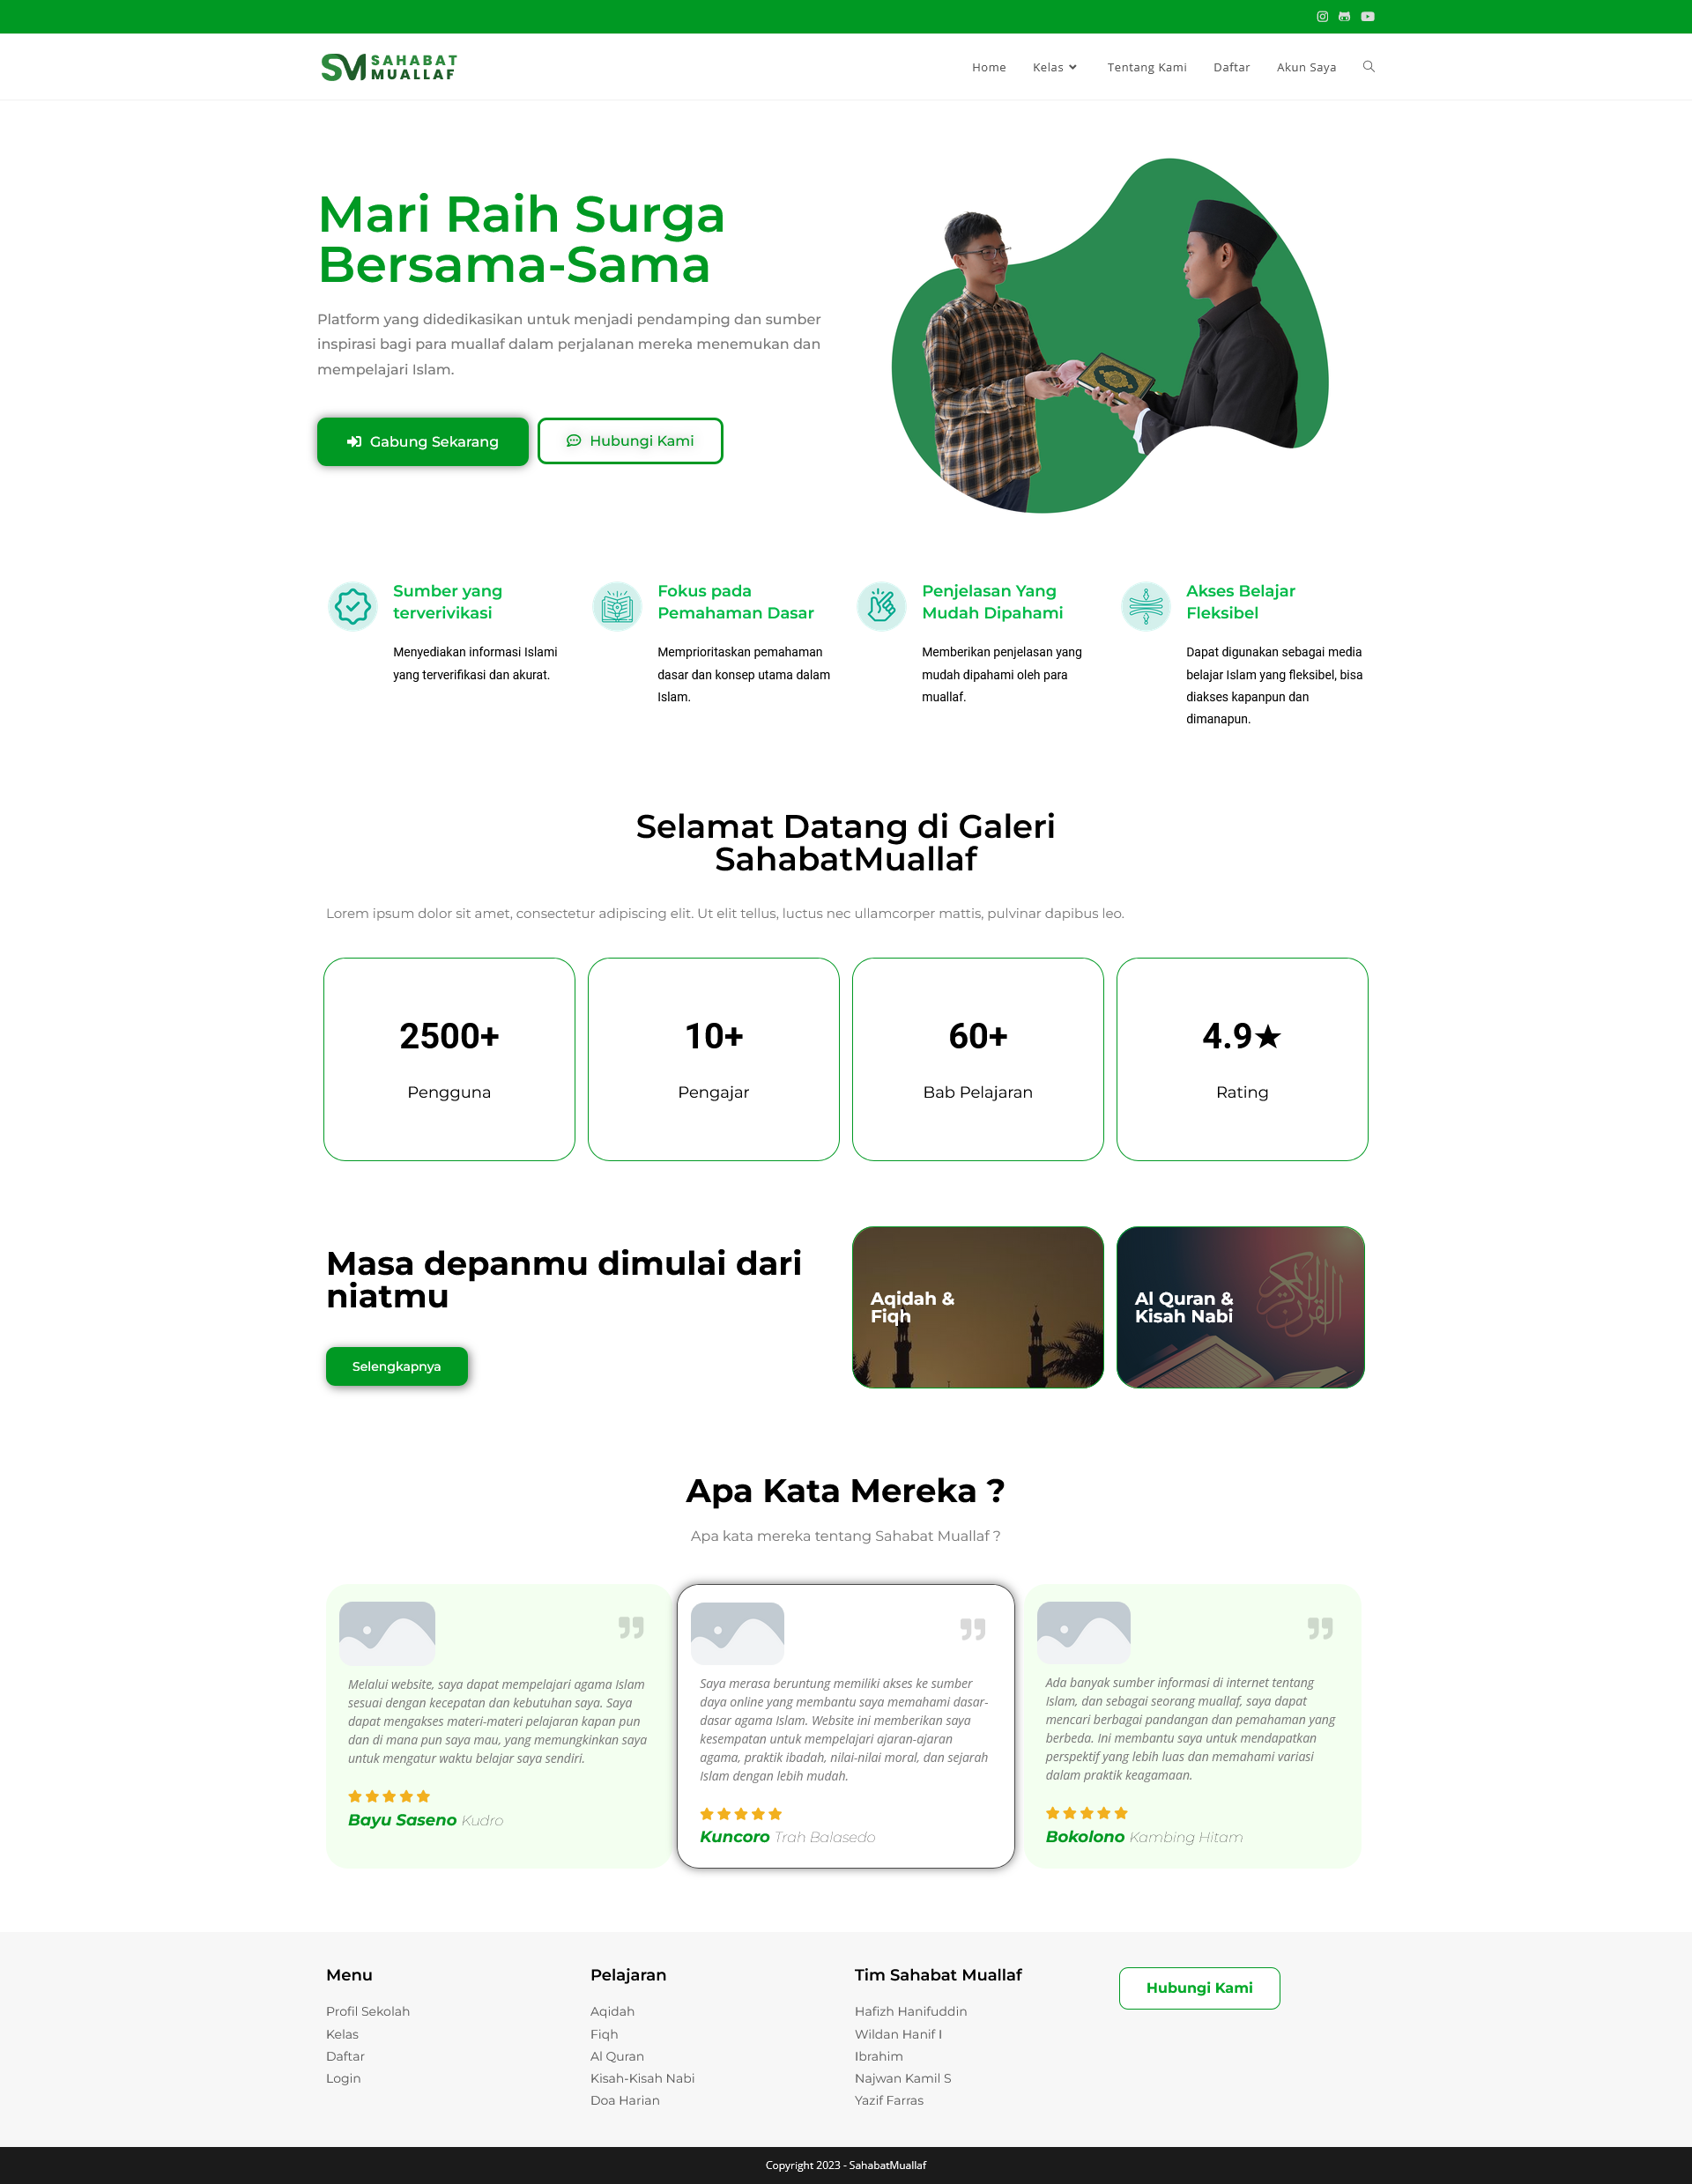 SAHABAT
MUALLAF
Home Kelas Tentang Kami Daftar Akun Saya
Mari Raih Surga
Bersama-Sama
Platform yang didedikasikan untuk menjadi pendamping dan sumber
inspirasi bagi para muallaf dalam perjalanan mereka menemukan dan
mempelajari Islam.
Gabung Sekarang
Hubungi Kami
Sumber yang
terverivikasi
Menyediakan informasi Islami
yang terverifikasi dan akurat.
Fokus pada
Pemahaman Dasar
Memprioritaskan pemahaman
dasar dan konsep utama dalam
Islam.
Penjelasan Yang
Mudah Dipahami
Memberikan penjelasan yang
mudah dipahami oleh para
muallaf.
Akses Belajar
Fleksibel
Dapat digunakan sebagai media
belajar Islam yang fleksibel, bisa
diakses kapanpun dan
dimanapun.
Selamat Datang di Galeri
SahabatMuallaf
Lorem ipsum dolor sit amet, consectetur adipiscing elit. Ut elit tellus, luctus nec ullamcorper mattis, pulvinar dapibus leo.
2500+
Pengguna
10+
Pengajar
60+
Bab Pelajaran
4.9★
Rating
Masa depanmu dimulai dari
niatmu
Selengkapnya
Aqidah &
Fiqh
Al Quran &
Kisah Nabi
Apa Kata Mereka ?
Apa kata mereka tentang Sahabat Muallaf ?
Melalui website, saya dapat mempelajari agama Islam
sesuai dengan kecepatan dan kebutuhan saya. Saya
dapat mengakses materi-materi pelajaran kapan pun
dan di mana pun saya mau, yang memungkinkan saya
untuk mengatur waktu belajar saya sendiri.
Bayu Saseno Kudro
Saya merasa beruntung memiliki akses ke sumber
daya online yang membantu saya memahami dasar-
dasar agama Islam. Website ini memberikan saya
kesempatan untuk mempelajari ajaran-ajaran
agama, praktik ibadah, nilai-nilai moral, dan sejarah
Islam dengan lebih mudah.
Kuncoro Trah Balasedo
Ada banyak sumber informasi di internet tentang
Islam, dan sebagai seorang muallaf, saya dapat
mencari berbagai pandangan dan pemahaman yang
berbeda. Ini membantu saya untuk mendapatkan
perspektif yang lebih luas dan memahami variasi
dalam praktik keagamaan.
Bokolono Kambing Hitam
Menu
Profil Sekolah
Kelas
Daftar
Login
Pelajaran
Aqidah
Fiqh
Al Quran
Kisah-Kisah Nabi
Doa Harian
Tim Sahabat Muallaf
Hafizh Hanifuddin
Wildan Hanif I
Ibrahim
Najwan Kamil S
Yazif Farras
Hubungi Kami
Copyright 2023 - SahabatMuallaf